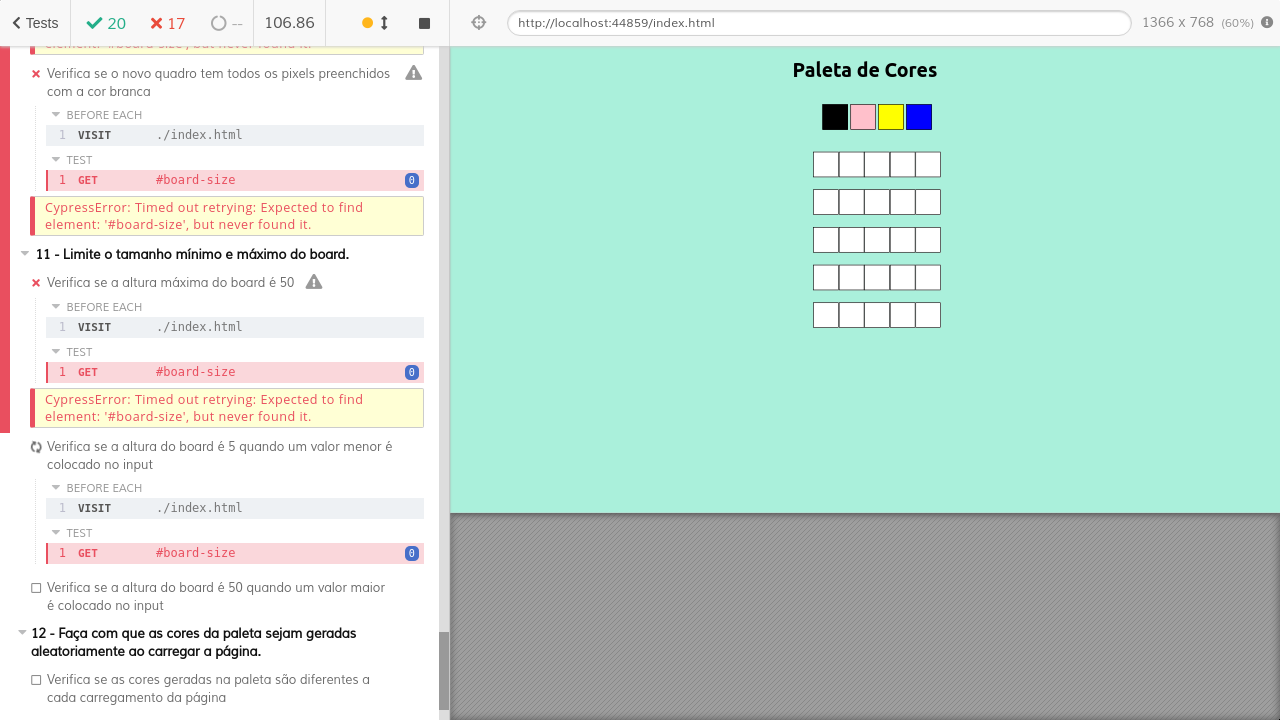 Tests
20
17
--
106.86
http://localhost:44859/index.html
1366 x 768 (60%)
element: '#board-size', but never found it.
Verifica se o novo quadro tem todos os pixels preenchidos
com a cor branca
BEFORE EACH
1 VISIT ./index.html
TEST
1 GET #board-size 0
CypressError: Timed out retrying: Expected to find
element: '#board-size', but never found it.
11 - Limite o tamanho mínimo e máximo do board.
Verifica se a altura máxima do board é 50
BEFORE EACH
1 VISIT ./index.html
TEST
1 GET #board-size 0
CypressError: Timed out retrying: Expected to find
element: '#board-size', but never found it.
Verifica se a altura do board é 5 quando um valor menor é
colocado no input
BEFORE EACH
1 VISIT ./index.html
TEST
1 GET #board-size 0
Verifica se a altura do board é 50 quando um valor maior
é colocado no input
12 - Faça com que as cores da paleta sejam geradas
aleatoriamente ao carregar a página.
Verifica se as cores geradas na paleta são diferentes a
cada carregamento da página
Paleta de Cores